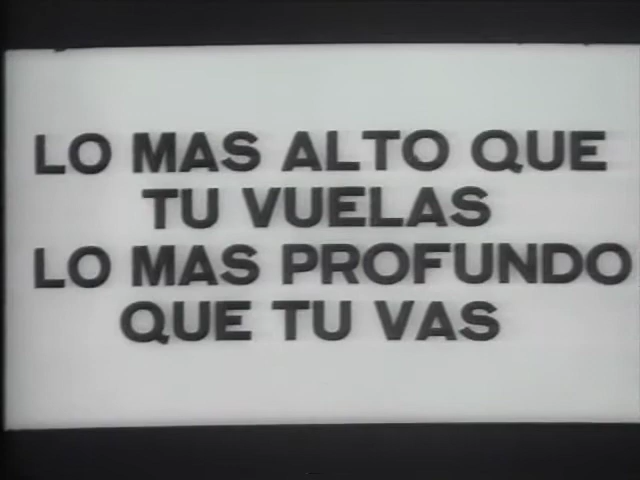 LO MAS ALTO QUE
TU VUELAS
LO MAS PROFUNDO
QUE TU VAS